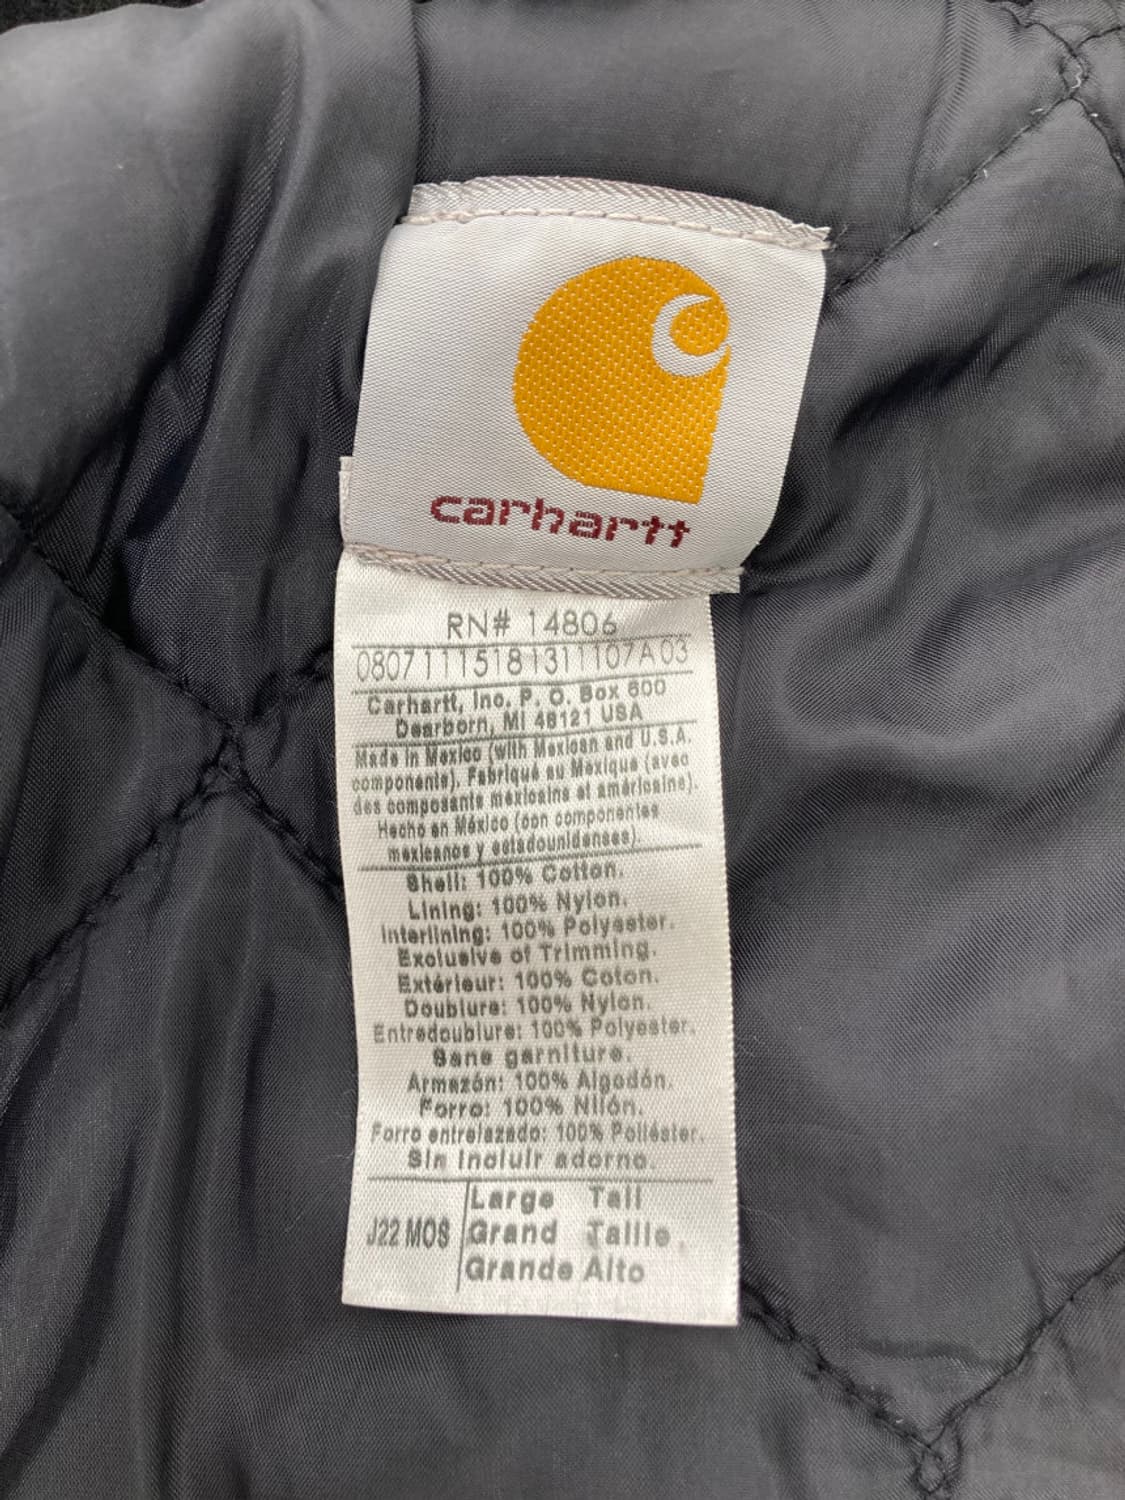 carhartt
RN# 14806
08071115181311107A03
Carhartt, Inc. P. O. Box 600
Dearborn, MI 48121 USA
Made in Mexico (with Mexican and U.S.A.
components). Fabriqué au Mexique (avec
des composants mexicains et américains).
Hecho en México (con componentes
mexicanos y estadounidenses).
Shell: 100% Cotton.
Lining: 100% Nylon.
Interlining: 100% Polyester.
Exclusive of Trimming.
Extérieur: 100% Coton.
Doublure: 100% Nylon.
Entredoublure: 100% Polyester.
Sans garniture.
Armazón: 100% Algodón.
Forro: 100% Nilón.
Forro entrelazado: 100% Poliéster.
Sin incluir adorno.
Large Tall
J22 MOS Grand Taille
Grande Alto